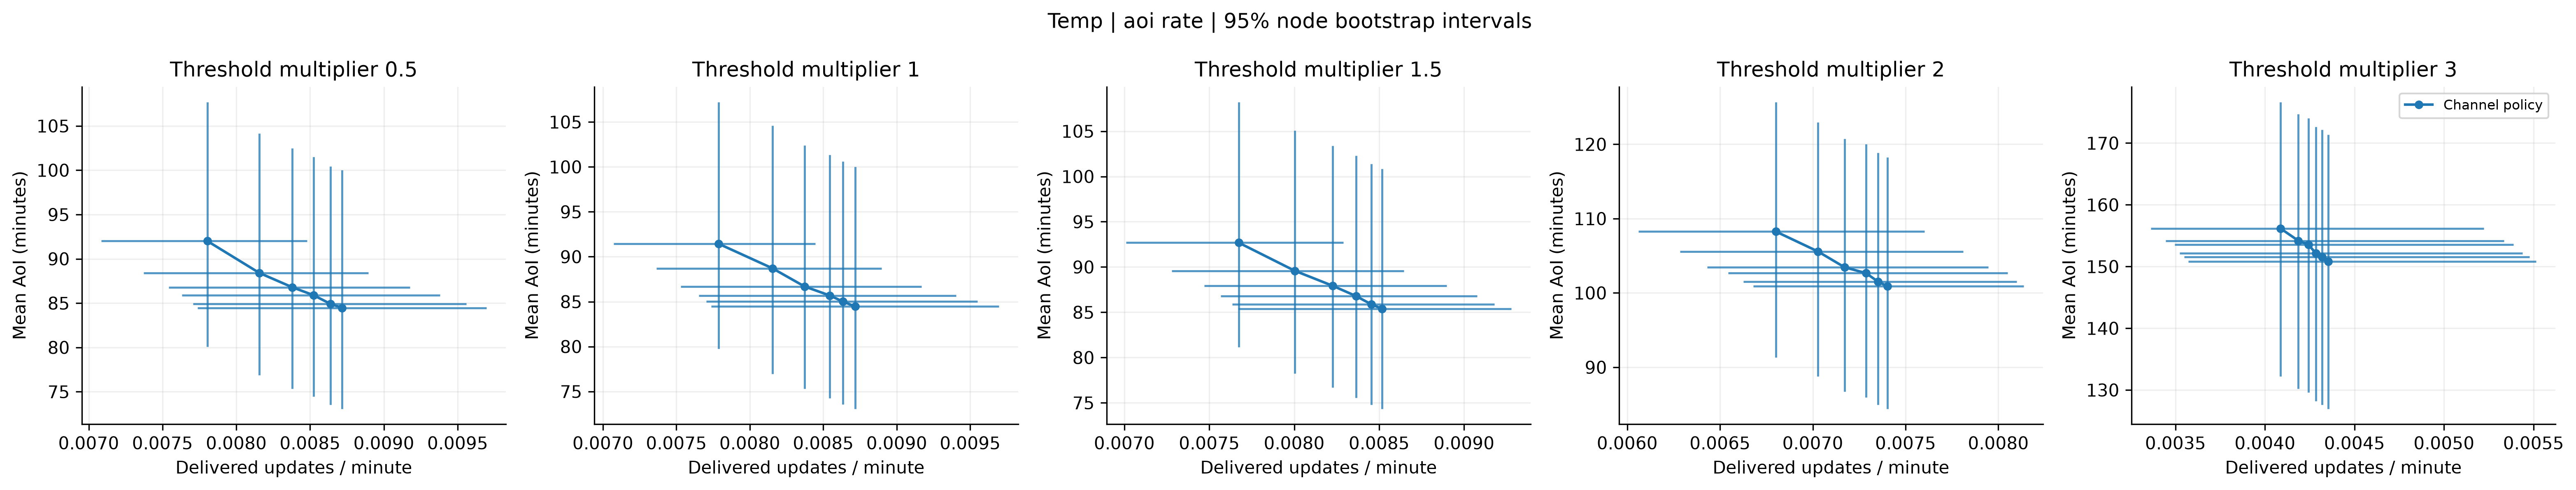 Temp | aoi rate | 95% node bootstrap intervals
Threshold multiplier 0.5
Mean AoI (minutes)
105
100
95
90
85
80
75
0.0070 0.0075 0.0080 0.0085 0.0090 0.0095
Delivered updates / minute
Threshold multiplier 1
Mean AoI (minutes)
105
100
95
90
85
80
75
0.0070 0.0075 0.0080 0.0085 0.0090 0.0095
Delivered updates / minute
Threshold multiplier 1.5
Mean AoI (minutes)
105
100
95
90
85
80
75
0.0070 0.0075 0.0080 0.0085 0.0090
Delivered updates / minute
Threshold multiplier 2
Mean AoI (minutes)
120
110
100
90
0.0060 0.0065 0.0070 0.0075 0.0080
Delivered updates / minute
Threshold multiplier 3
Channel policy
Mean AoI (minutes)
170
160
150
140
130
0.0035 0.0040 0.0045 0.0050 0.0055
Delivered updates / minute